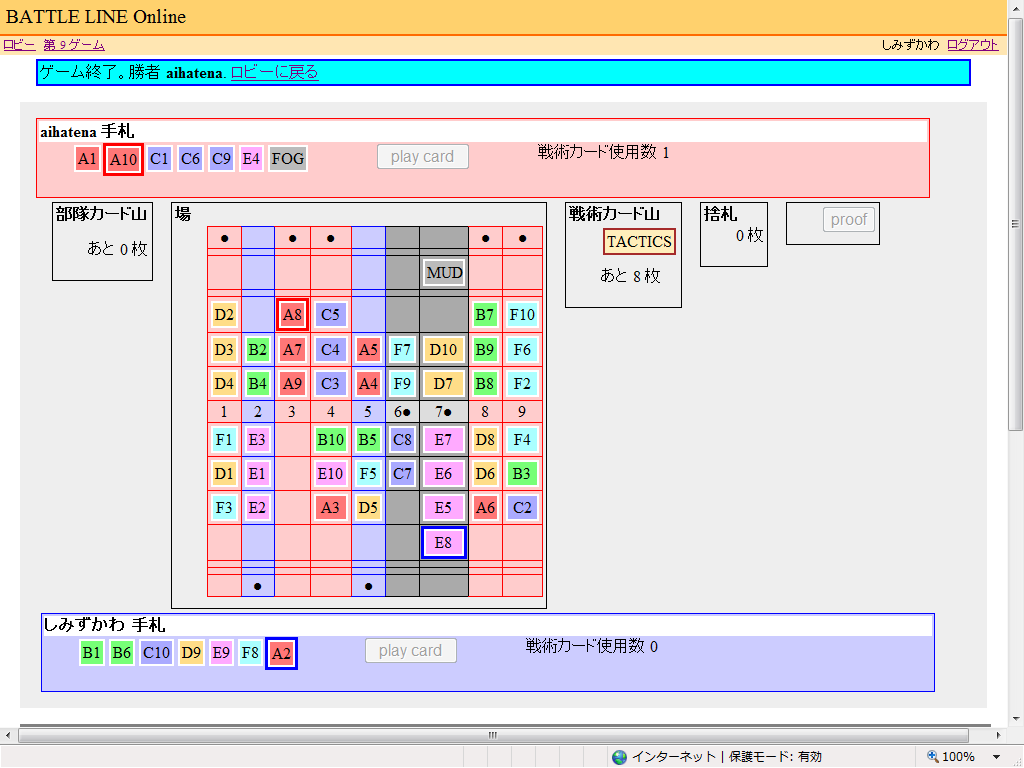 BATTLE LINE Online
ロビー 第９ゲーム しみずかわ ログアウト
ゲーム終了。勝者 aihatena. ロビーに戻る
aihatena 手札
A1 A10 C1 C6 C9 E4 FOG play card 戦術カード使用数 1
部隊カード山
あと 0 枚
場
● ● ● ● ●
MUD
D2 A8 C5 B7 F10
D3 B2 A7 C4 A5 F7 D10 B9 F6
D4 B4 A9 C3 A4 F9 D7 B8 F2
1 2 3 4 5 6● 7● 8 9
F1 E3 B10 B5 C8 E7 D8 F4
D1 E1 E10 F5 C7 E6 D6 B3
F3 E2 A3 D5 E5 A6 C2
E8
● ●
戦術カード山
TACTICS
あと 8 枚
捨札
0 枚
proof
しみずかわ 手札
B1 B6 C10 D9 E9 F8 A2 play card 戦術カード使用数 0
インターネット | 保護モード: 有効 100%